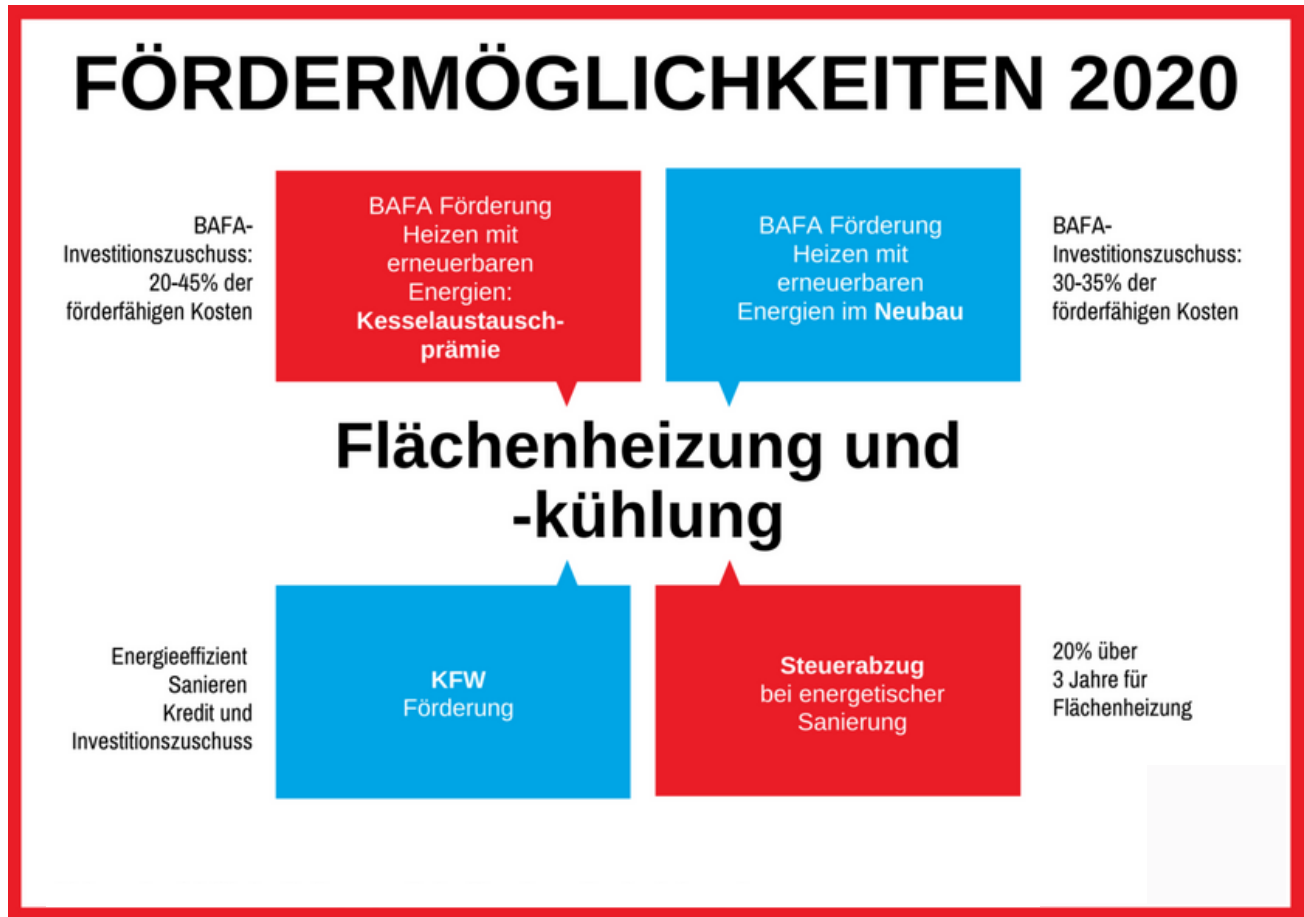 FÖRDERMÖGLICHKEITEN 2020
BAFA-
Investitionszuschuss:
20-45% der
förderfähigen Kosten
BAFA Förderung
Heizen mit
erneuerbaren
Energien:
Kesselaustausch-
prämie
BAFA Förderung
Heizen mit
erneuerbaren
Energien im Neubau
BAFA-
Investitionszuschuss:
30-35% der
förderfähigen Kosten
Flächenheizung und
-kühlung
Energieeffizient
Sanieren
Kredit und
Investitionszuschuss
KFW
Förderung
Steuerabzug
bei energetischer
Sanierung
20% über
3 Jahre für
Flächenheizung